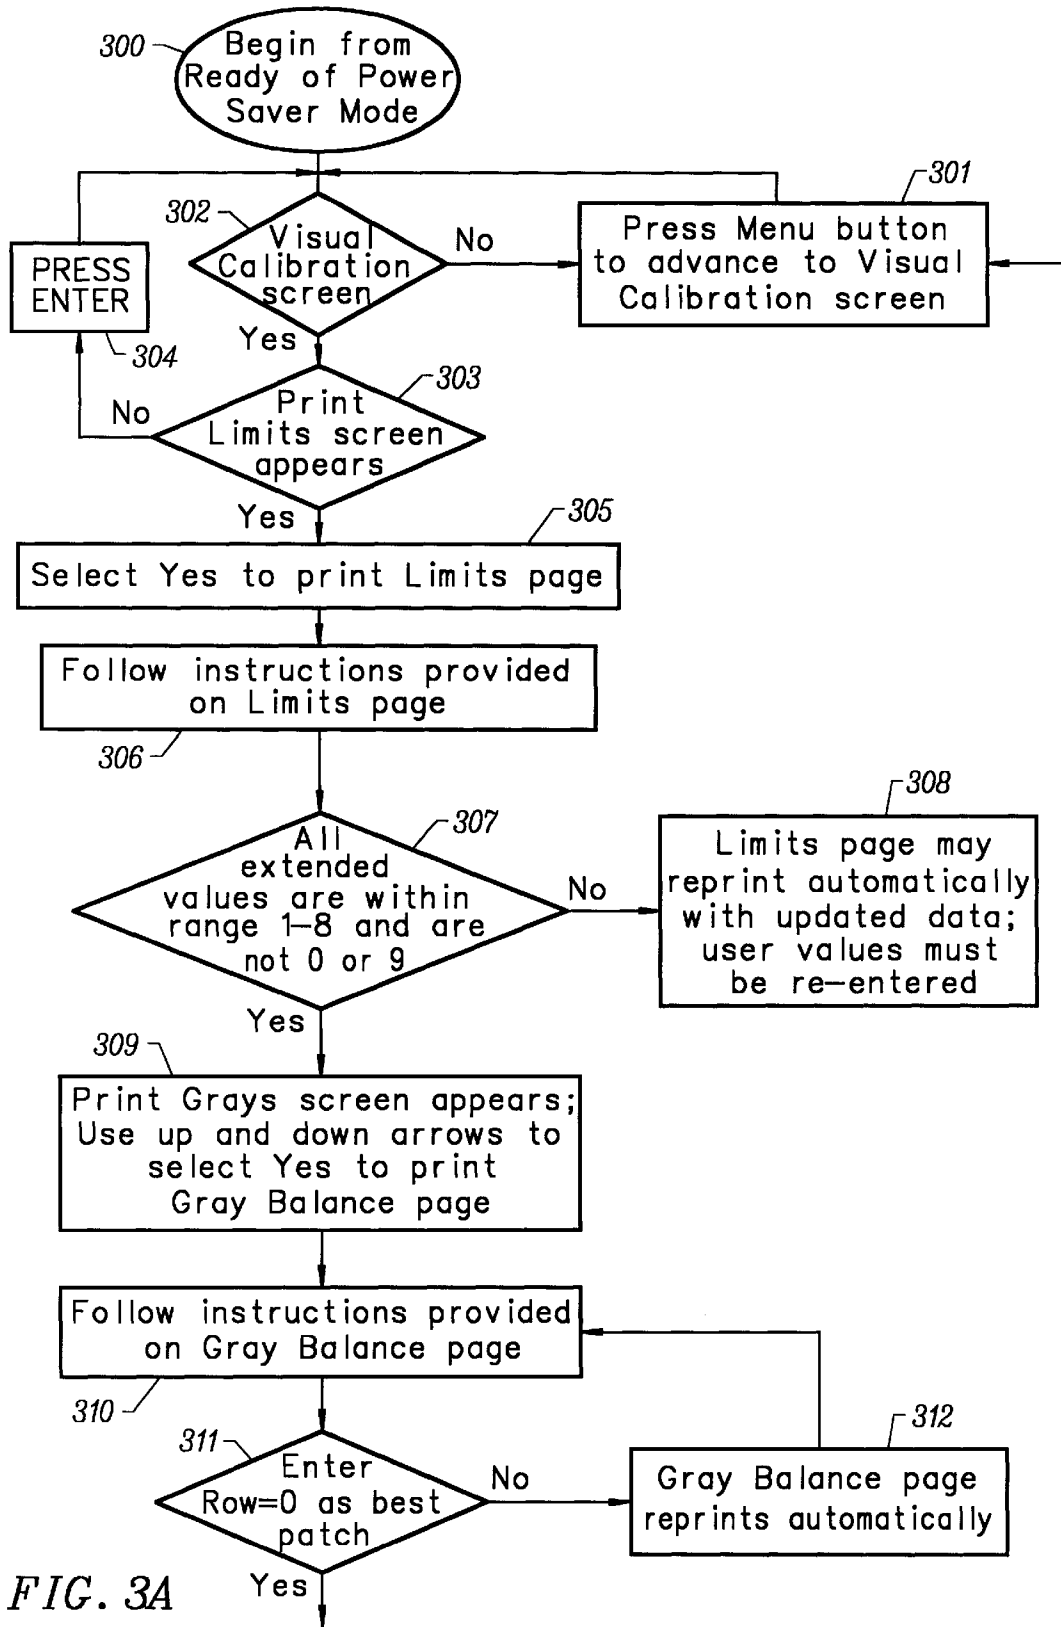 300
Begin from
Ready of Power
Saver Mode
301
302
Visual
Calibration
screen
No
Press Menu button
to advance to Visual
Calibration screen
PRESS
ENTER
304
Yes
303
No
Print
Limits screen
appears
Yes
305
Select Yes to print Limits page
Follow instructions provided
on Limits page
306
307
All
extended
values are within
range 1–8 and are
not 0 or 9
No
308
Limits page may
reprint automatically
with updated data;
user values must
be re–entered
Yes
309
Print Grays screen appears;
Use up and down arrows to
select Yes to print
Gray Balance page
Follow instructions provided
on Gray Balance page
310
311
Enter
Row=0 as best
patch
No
312
Gray Balance page
reprints automatically
Yes
FIG. 3A